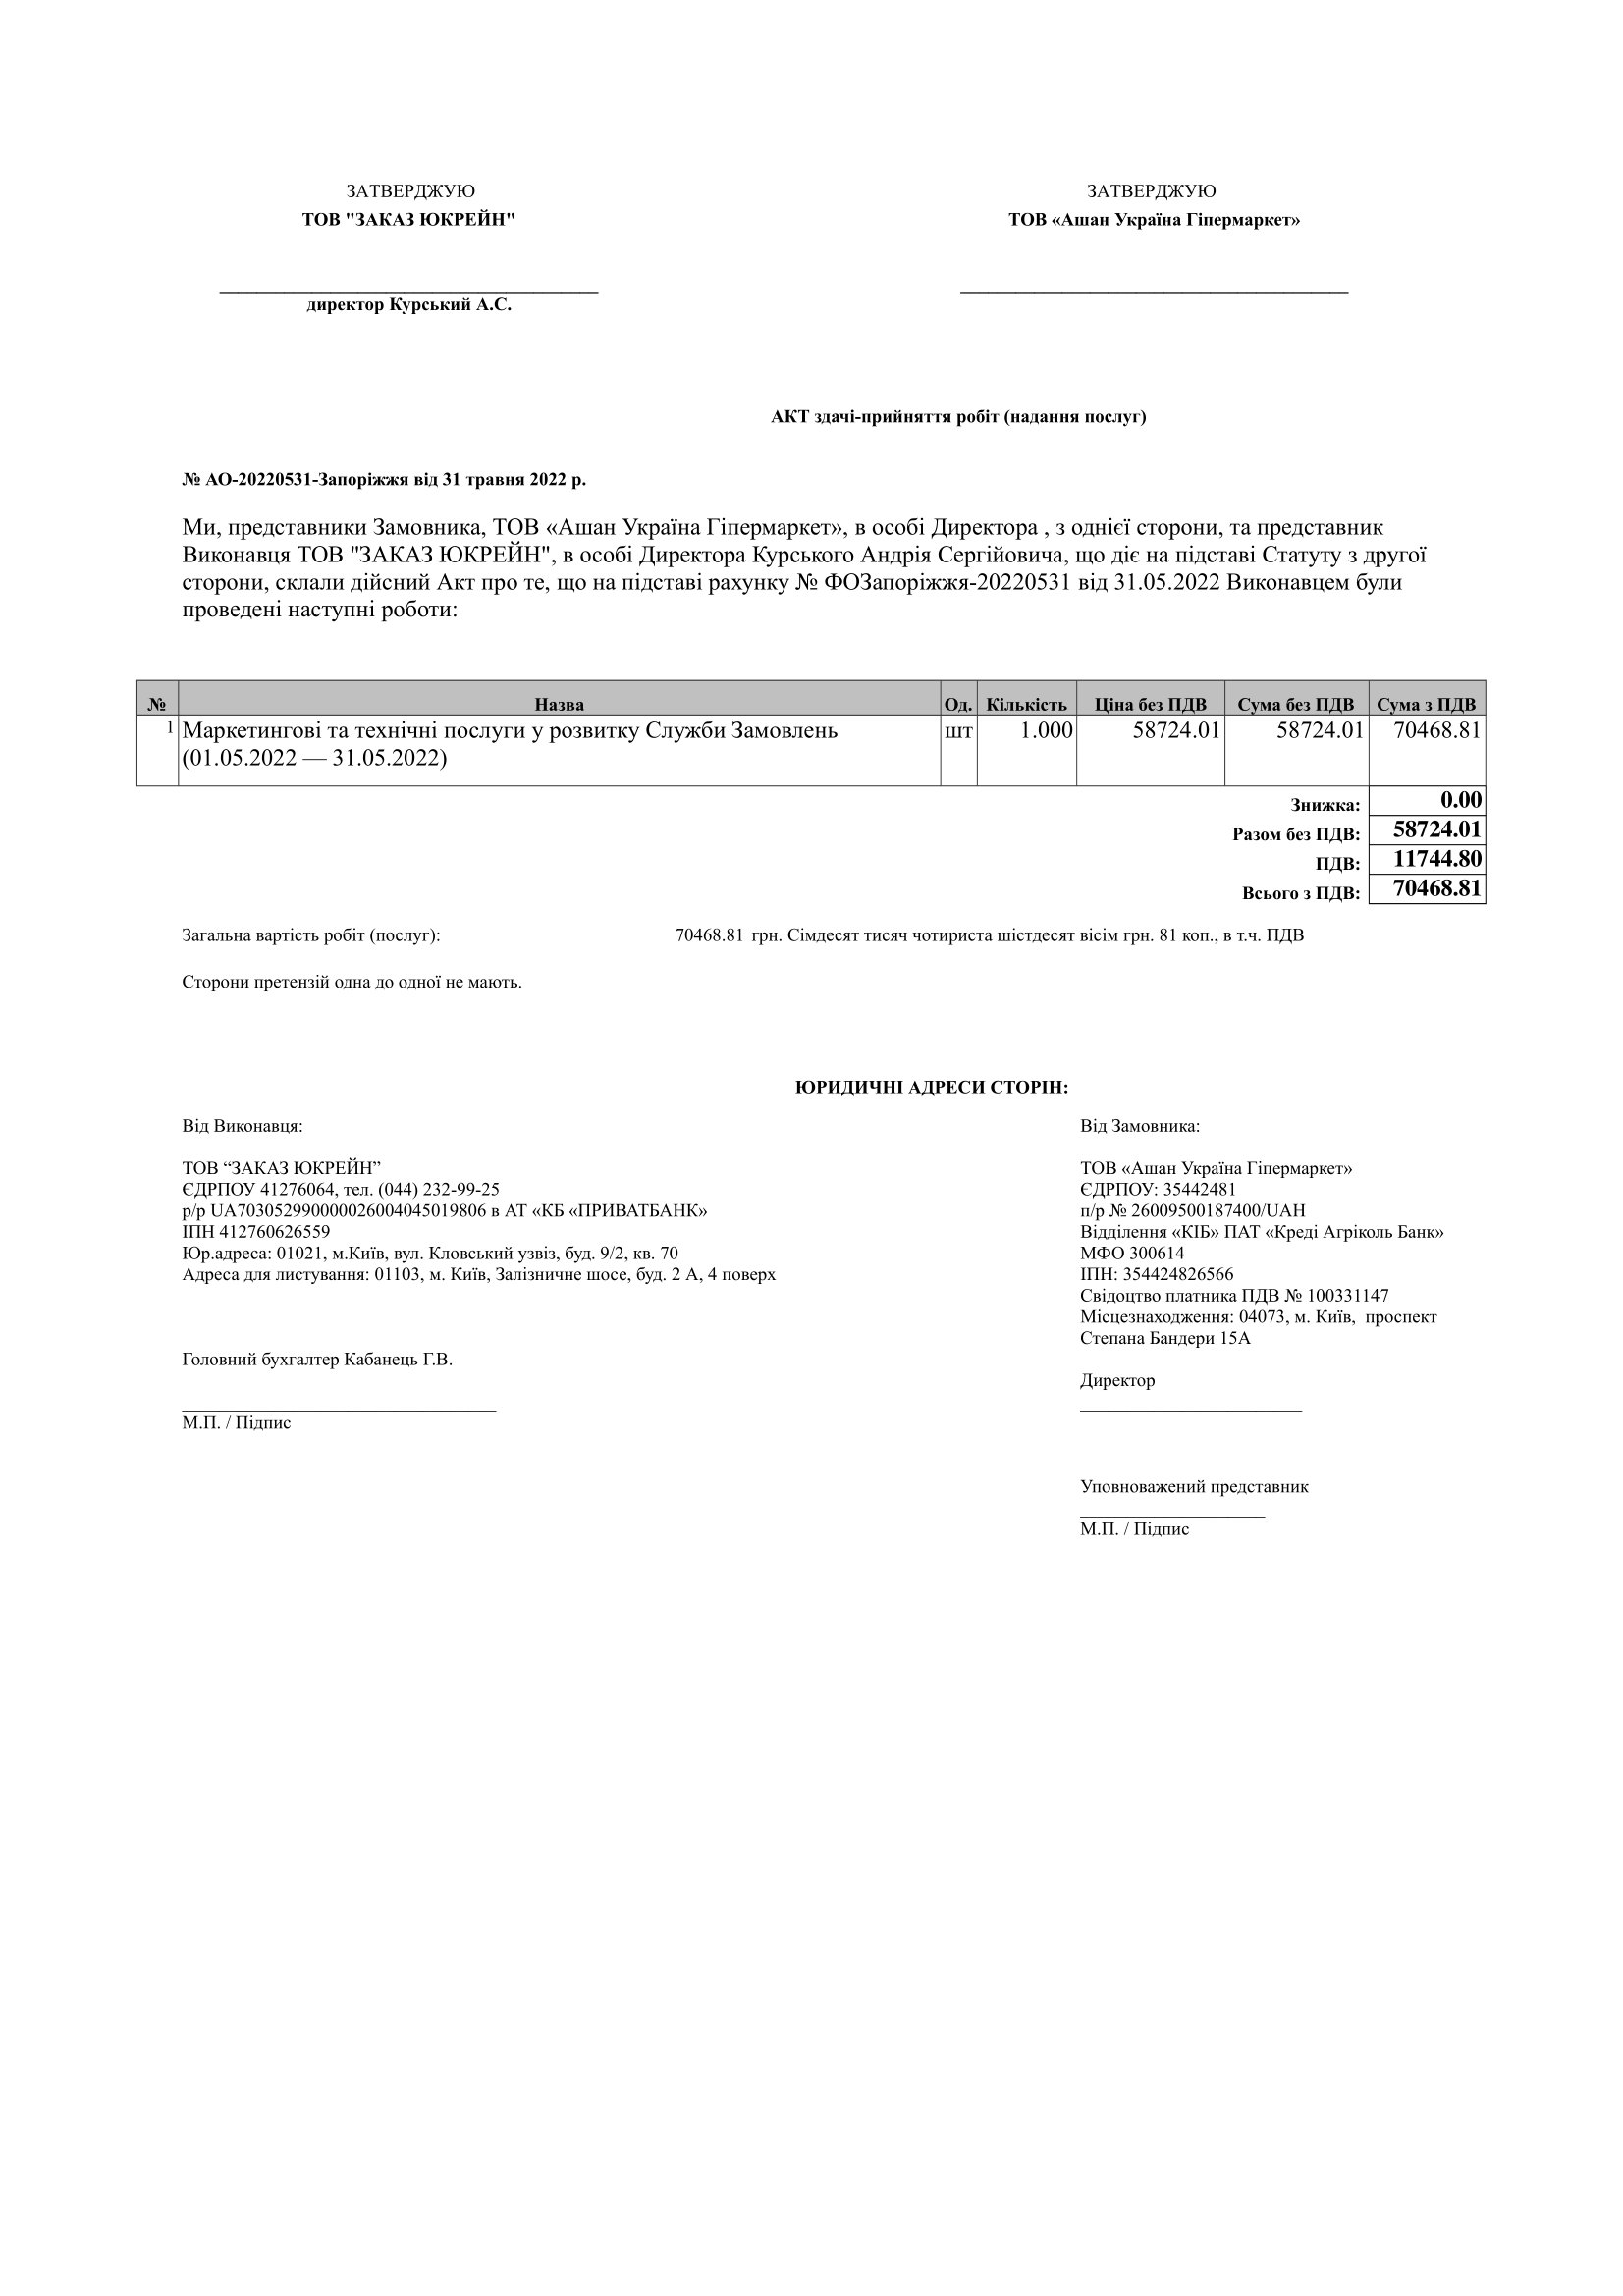 ЗАТВЕРДЖУЮ
ТОВ "ЗАКАЗ ЮКРЕЙН"
директор Курський А.С.
ЗАТВЕРДЖУЮ
ТОВ «Ашан Україна Гіпермаркет»
АКТ здачі-прийняття робіт (надання послуг)
№ АО-20220531-Запоріжжя від 31 травня 2022 р.
Ми, представники Замовника, ТОВ «Ашан Україна Гіпермаркет», в особі Директора , з однієї сторони, та представник
Виконавця ТОВ "ЗАКАЗ ЮКРЕЙН", в особі Директора Курського Андрія Сергійовича, що діє на підставі Статуту з другої
сторони, склали дійсний Акт про те, що на підставі рахунку № ФОЗапоріжжя-20220531 від 31.05.2022 Виконавцем були
проведені наступні роботи:
№ Назва Од. Кількість Ціна без ПДВ Сума без ПДВ Сума з ПДВ
1 Маркетингові та технічні послуги у розвитку Служби Замовлень шт 1.000 58724.01 58724.01 70468.81
(01.05.2022 — 31.05.2022)
Знижка: 0.00
Разом без ПДВ: 58724.01
ПДВ: 11744.80
Всього з ПДВ: 70468.81
Загальна вартість робіт (послуг): 70468.81 грн. Сімдесят тисяч чотириста шістдесят вісім грн. 81 коп., в т.ч. ПДВ
Сторони претензій одна до одної не мають.
ЮРИДИЧНІ АДРЕСИ СТОРІН:
Від Виконавця:
ТОВ “ЗАКАЗ ЮКРЕЙН”
ЄДРПОУ 41276064, тел. (044) 232-99-25
р/р UA703052990000026004045019806 в АТ «КБ «ПРИВАТБАНК»
ІПН 412760626559
Юр.адреса: 01021, м.Київ, вул. Кловський узвіз, буд. 9/2, кв. 70
Адреса для листування: 01103, м. Київ, Залізничне шосе, буд. 2 А, 4 поверх
Головний бухгалтер Кабанець Г.В.
М.П. / Підпис
Від Замовника:
ТОВ «Ашан Україна Гіпермаркет»
ЄДРПОУ: 35442481
п/р № 26009500187400/UAH
Відділення «КІБ» ПАТ «Креді Агріколь Банк»
МФО 300614
ІПН: 354424826566
Свідоцтво платника ПДВ № 100331147
Місцезнаходження: 04073, м. Київ, проспект
Степана Бандери 15А
Директор
Уповноважений представник
М.П. / Підпис